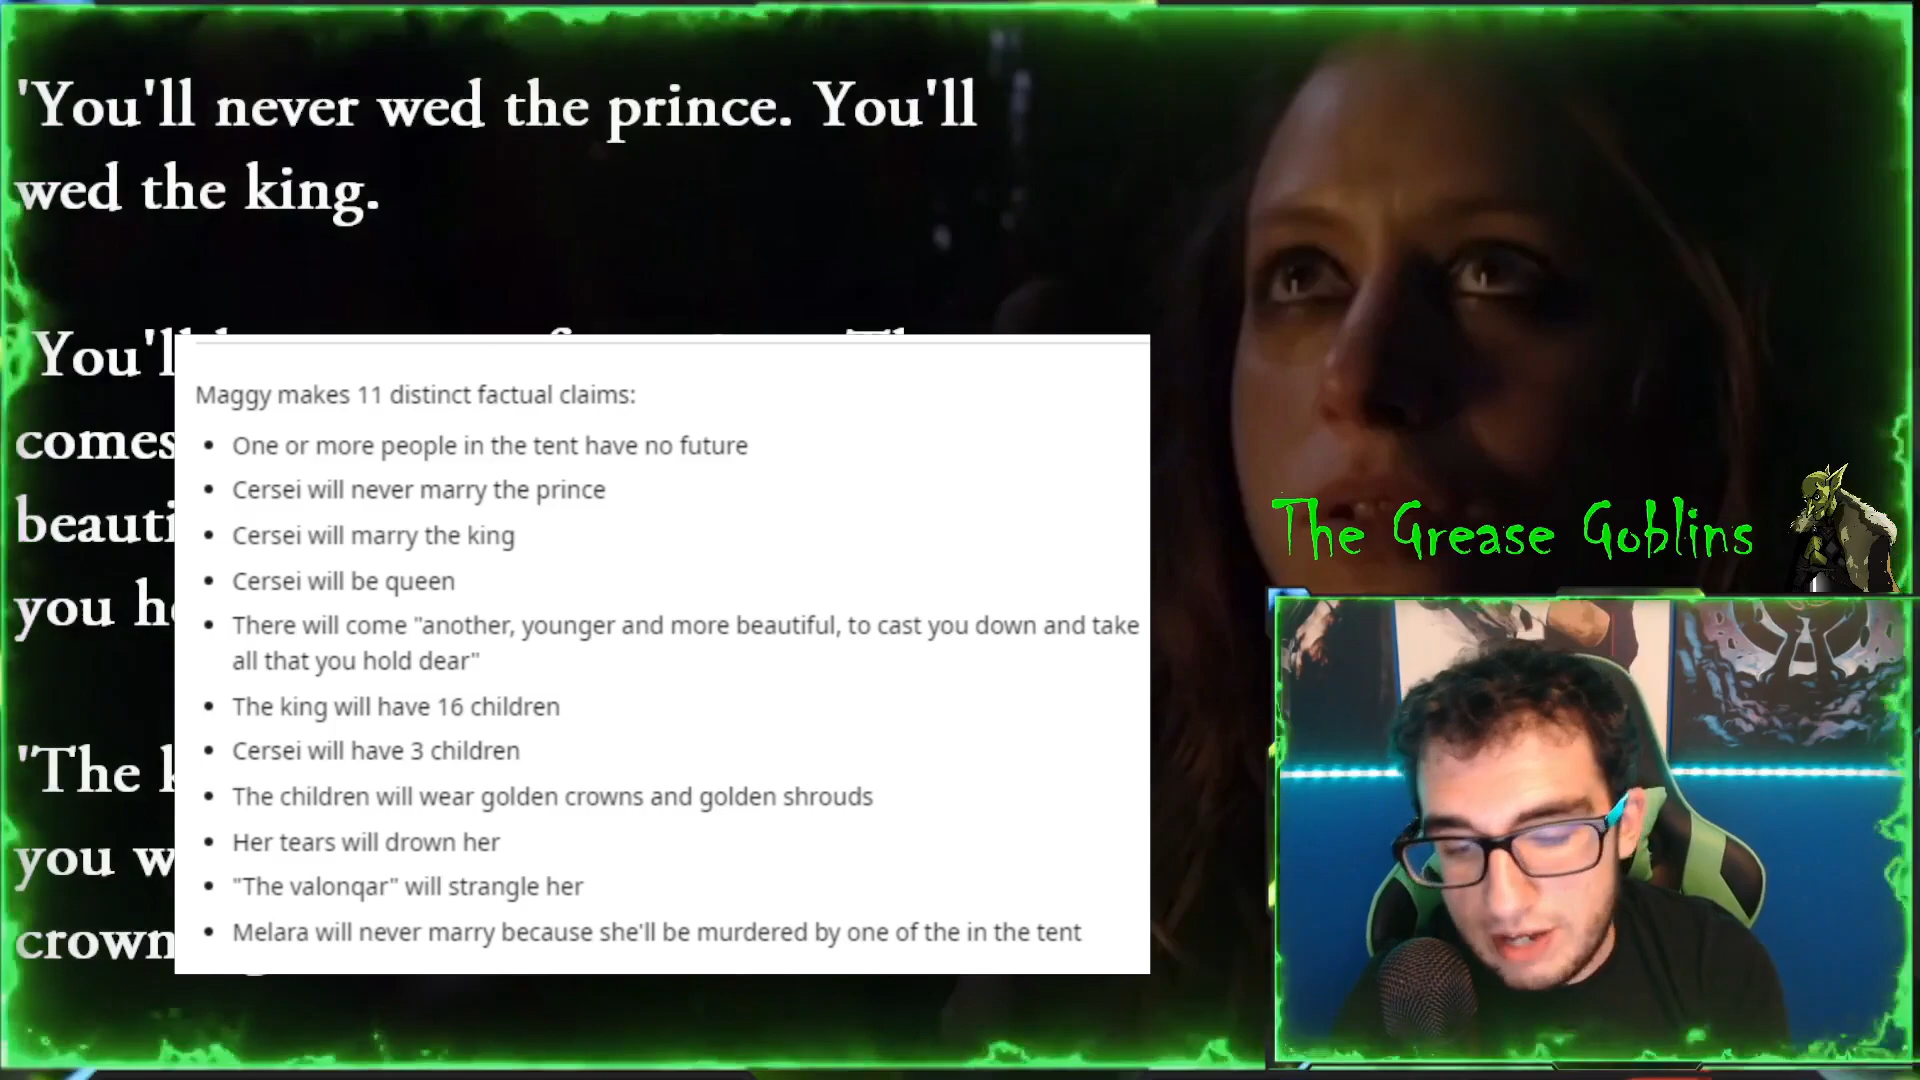 'You'll never wed the prince. You'll
wed the king.
You'll
comes
beauti
you h
'The k
you w
crown
Maggy makes 11 distinct factual claims:
• One or more people in the tent have no future
• Cersei will never marry the prince
• Cersei will marry the king
• Cersei will be queen
• There will come "another, younger and more beautiful, to cast you down and take
all that you hold dear"
• The king will have 16 children
• Cersei will have 3 children
• The children will wear golden crowns and golden shrouds
• Her tears will drown her
• "The valonqar" will strangle her
• Melara will never marry because she'll be murdered by one of the in the tent
The Grease Goblins